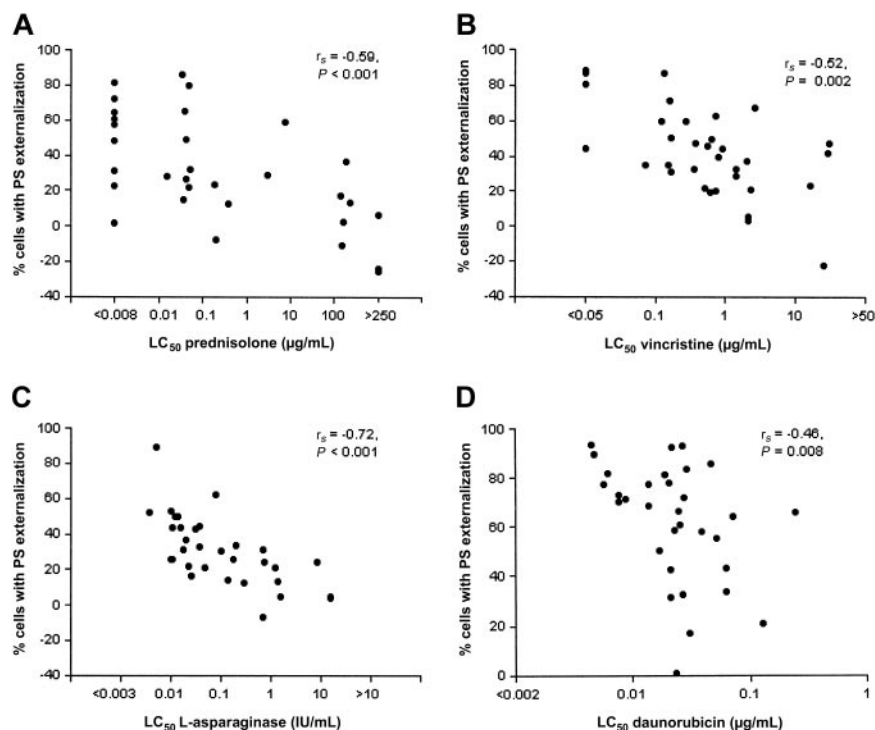 A
% cells with PS externalization
100
80
60
40
20
0
-20
-40
rs = -0.59,
P < 0.001
<0.008 0.01 0.1 1 10 100 >250
LC50 prednisolone (µg/mL)
B
% cells with PS externalization
100
80
60
40
20
0
-20
-40
rs = -0.52,
P = 0.002
<0.05 0.1 1 10 >50
LC50 vincristine (µg/mL)
C
% cells with PS externalization
100
80
60
40
20
0
-20
-40
rs = -0.72,
P < 0.001
<0.003 0.01 0.1 1 >10
LC50 L-asparaginase (IU/mL)
D
% cells with PS externalization
100
80
60
40
20
0
rs = -0.46,
P = 0.008
<0.002 0.01 0.1 1
LC50 daunorubicin (µg/mL)